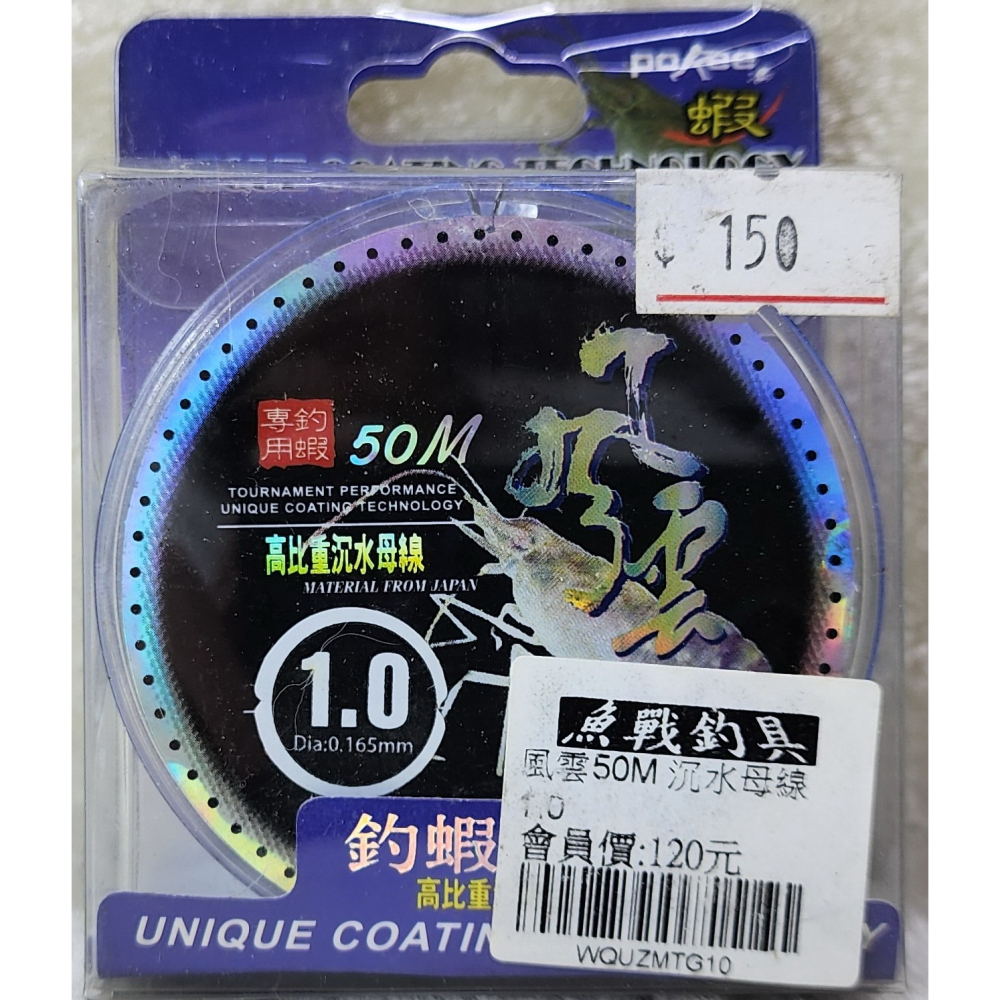 poKee
蝦
COATING TECHNOLOGY
$ 150
風雲
專用
釣蝦
50M
TOURNAMENT PERFORMANCE
UNIQUE COATING TECHNOLOGY
高比重沉水母線
MATERIAL FROM JAPAN
1.0
Dia:0.165mm
魚戰釣具
風雲50M 沉水母線
1.0
會員價:120元
WQUZMTG10
釣蝦
高比重
UNIQUE COATIN
Y